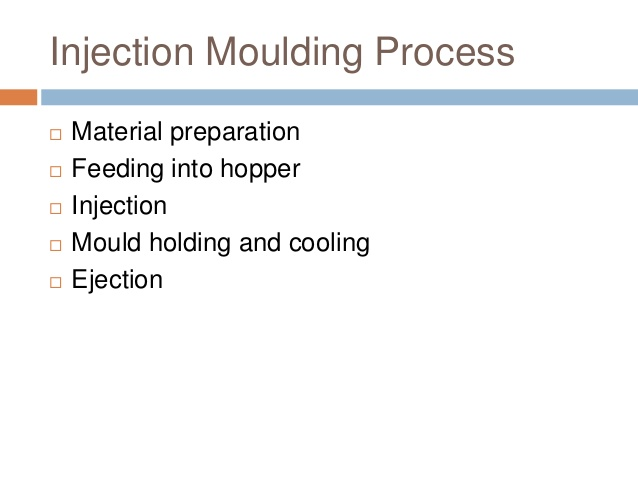 Injection Moulding Process
Material preparation
Feeding into hopper
Injection
Mould holding and cooling
Ejection